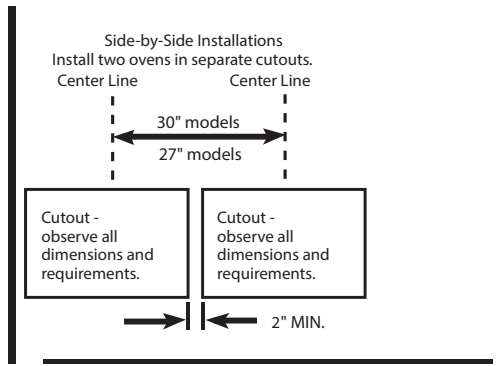 Side-by-Side Installations
Install two ovens in separate cutouts.
Center Line
Center Line
30" models
27" models
Cutout -
observe all
dimensions and
requirements.
Cutout -
observe all
dimensions and
requirements.
2" MIN.